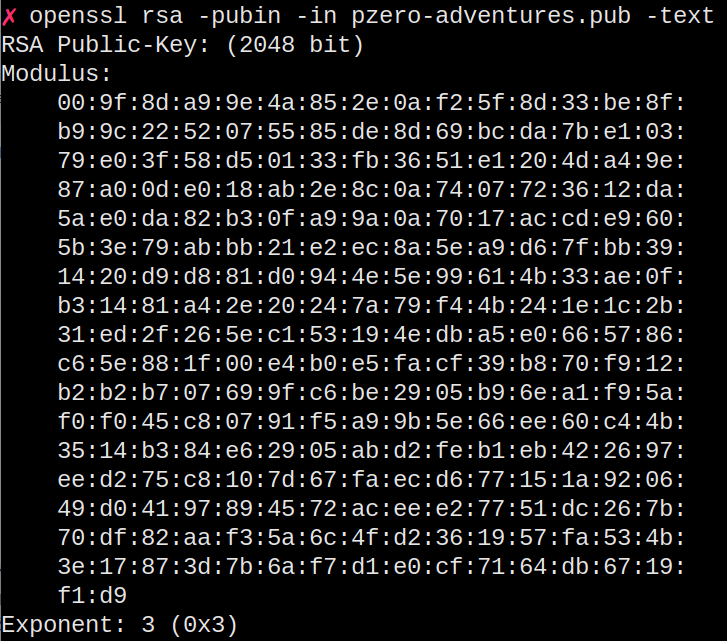 ✗ openssl rsa -pubin -in pzero-adventures.pub -text
RSA Public-Key: (2048 bit)
Modulus:
    00:9f:8d:a9:9e:4a:85:2e:0a:f2:5f:8d:33:be:8f:
    b9:9c:22:52:07:55:85:de:8d:69:bc:da:7b:e1:03:
    79:e0:3f:58:d5:01:33:fb:36:51:e1:20:4d:a4:9e:
    87:a0:0d:e0:18:ab:2e:8c:0a:74:07:72:36:12:da:
    5a:e0:da:82:b3:0f:a9:9a:0a:70:17:ac:cd:e9:60:
    5b:3e:79:ab:bb:21:e2:ec:8a:5e:a9:d6:7f:bb:39:
    14:20:d9:d8:81:d0:94:4e:5e:99:61:4b:33:ae:0f:
    b3:14:81:a4:2e:20:24:7a:79:f4:4b:24:1e:1c:2b:
    31:ed:2f:26:5e:c1:53:19:4e:db:a5:e0:66:57:86:
    c6:5e:88:1f:00:e4:b0:e5:fa:cf:39:b8:70:f9:12:
    b2:b2:b7:07:69:9f:c6:be:29:05:b9:6e:a1:f9:5a:
    f0:f0:45:c8:07:91:f5:a9:9b:5e:66:ee:60:c4:4b:
    35:14:b3:84:e6:29:05:ab:d2:fe:b1:eb:42:26:97:
    ee:d2:75:c8:10:7d:67:fa:ec:d6:77:15:1a:92:06:
    49:d0:41:97:89:45:72:ac:ee:e2:77:51:dc:26:7b:
    70:df:82:aa:f3:5a:6c:4f:d2:36:19:57:fa:53:4b:
    3e:17:87:3d:7b:6a:f7:d1:e0:cf:71:64:db:67:19:
    f1:d9
Exponent: 3 (0x3)